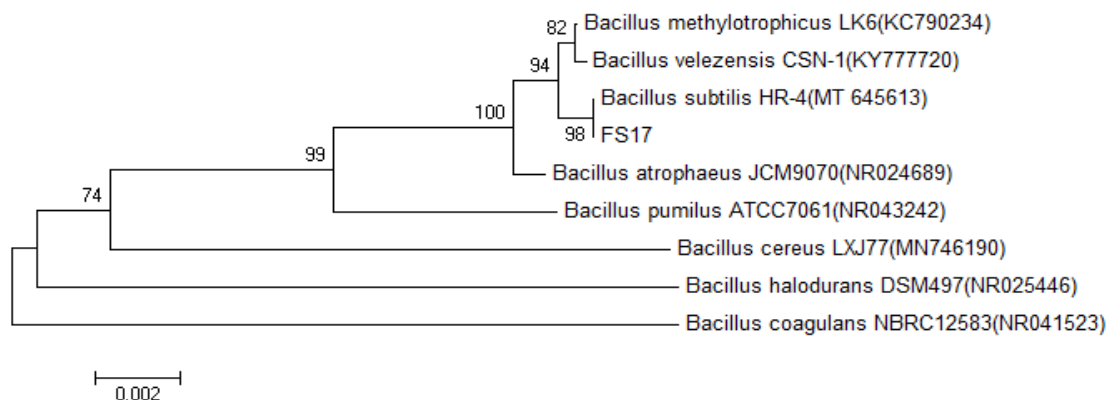 82
Bacillus methylotrophicus LK6(KC790234)
94
Bacillus velezensis CSN-1(KY777720)
100
Bacillus subtilis HR-4(MT 645613)
98
FS17
99
Bacillus atrophaeus JCM9070(NR024689)
74
Bacillus pumilus ATCC7061(NR043242)
Bacillus cereus LXJ77(MN746190)
Bacillus halodurans DSM497(NR025446)
Bacillus coagulans NBRC12583(NR041523)
0.002